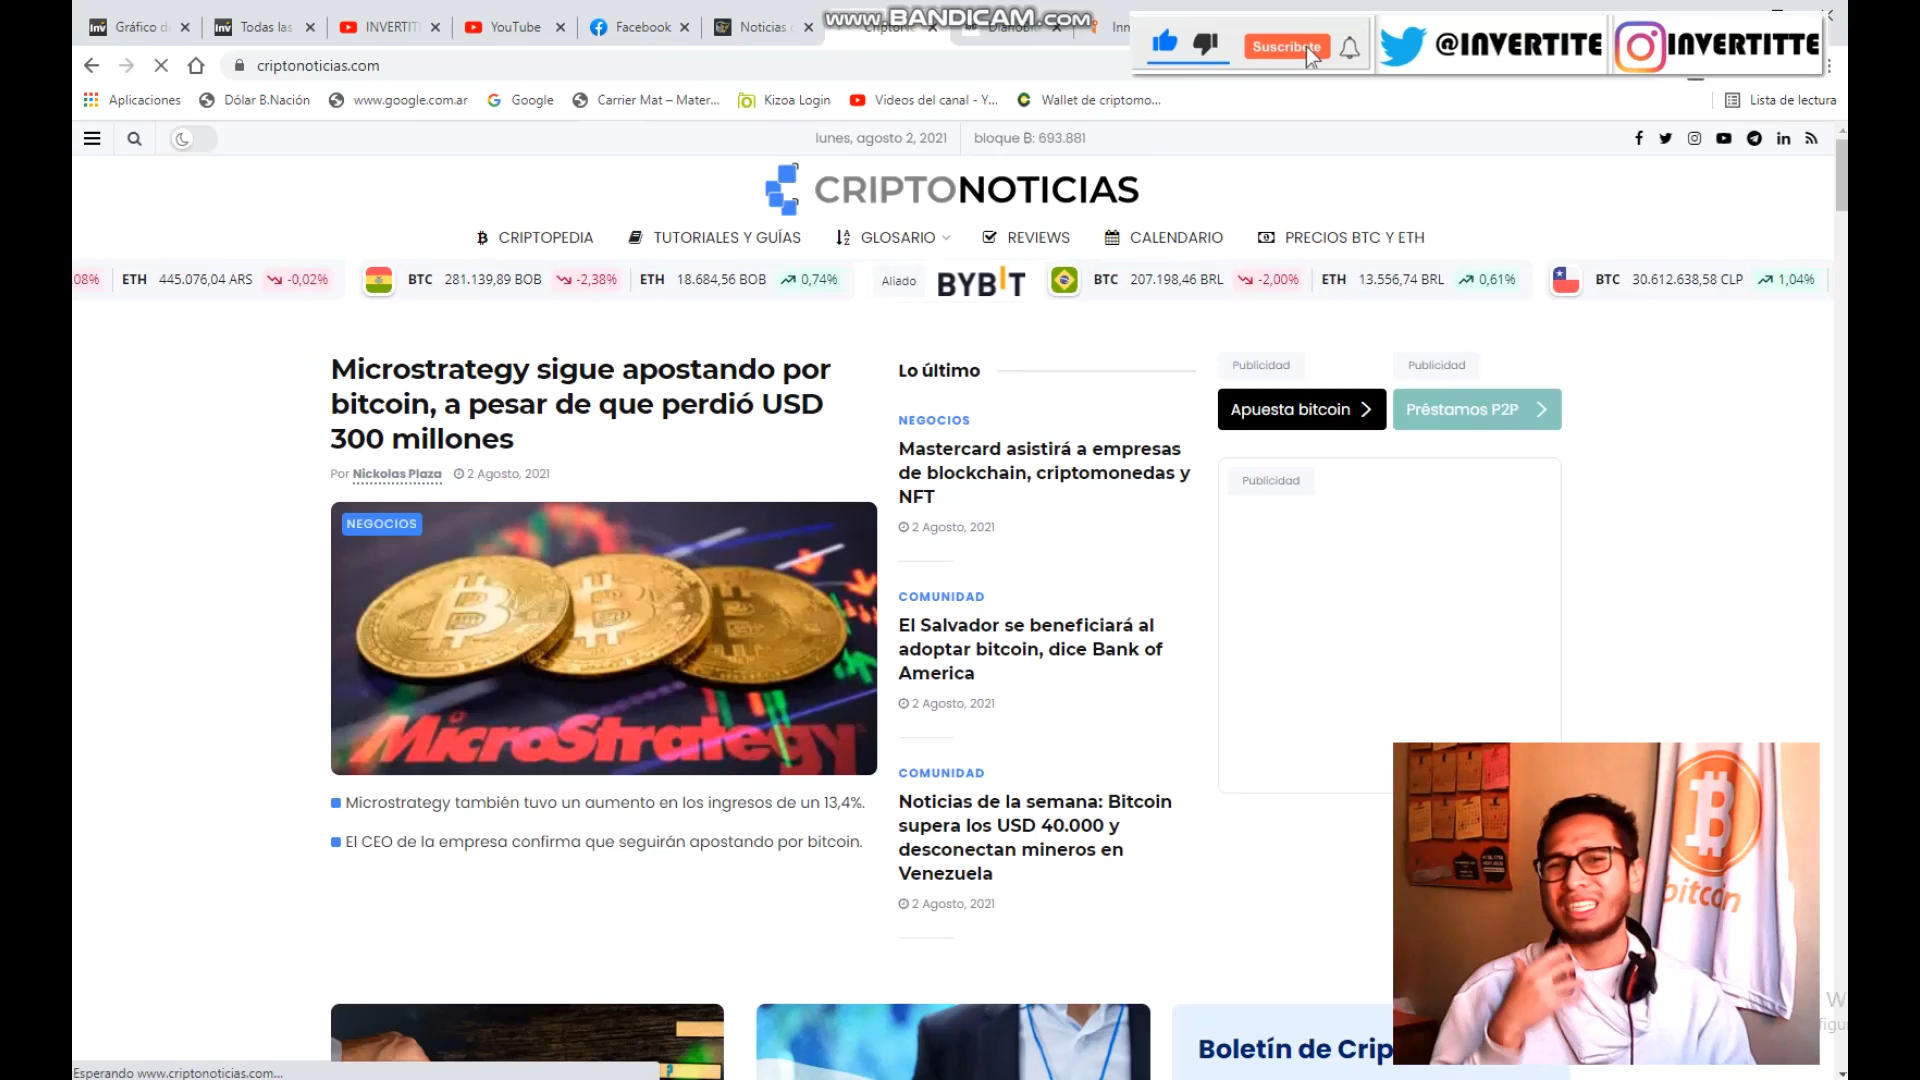 www.BANDICAM.com
Gráfico d
Todas las
INVERTIT
YouTube
Facebook
Noticias
Inn
Suscribete
@INVERTITE
INVERTITTE
criptonoticias.com
Aplicaciones
Dólar B.Nación
www.google.com.ar
Google
Carrier Mat – Mater...
Kizoa Login
Videos del canal - Y...
Wallet de criptomo...
Lista de lectura
lunes, agosto 2, 2021
bloque ₿: 693.881
CRIPTONOTICIAS
CRIPTOPEDIA
TUTORIALES Y GUÍAS
GLOSARIO
REVIEWS
CALENDARIO
PRECIOS BTC Y ETH
08% ETH 445.076,04 ARS -0,02% BTC 281.139,89 BOB -2,38% ETH 18.684,56 BOB 0,74% Aliado BYBIT BTC 207.198,46 BRL -2,00% ETH 13.556,74 BRL 0,61% BTC 30.612.638,58 CLP 1,04%
Microstrategy sigue apostando por
bitcoin, a pesar de que perdió USD
300 millones
Por Nickolas Plaza 2 Agosto, 2021
NEGOCIOS
MicroStrategy
Microstrategy también tuvo un aumento en los ingresos de un 13,4%.
El CEO de la empresa confirma que seguirán apostando por bitcoin.
Lo último
NEGOCIOS
Mastercard asistirá a empresas
de blockchain, criptomonedas y
NFT
2 Agosto, 2021
COMUNIDAD
El Salvador se beneficiará al
adoptar bitcoin, dice Bank of
America
2 Agosto, 2021
COMUNIDAD
Noticias de la semana: Bitcoin
supera los USD 40.000 y
desconectan mineros en
Venezuela
2 Agosto, 2021
Publicidad
Publicidad
Apuesta bitcoin
Préstamos P2P
Publicidad
bitcoin
Boletín de Crip
Esperando www.criptonoticias.com...